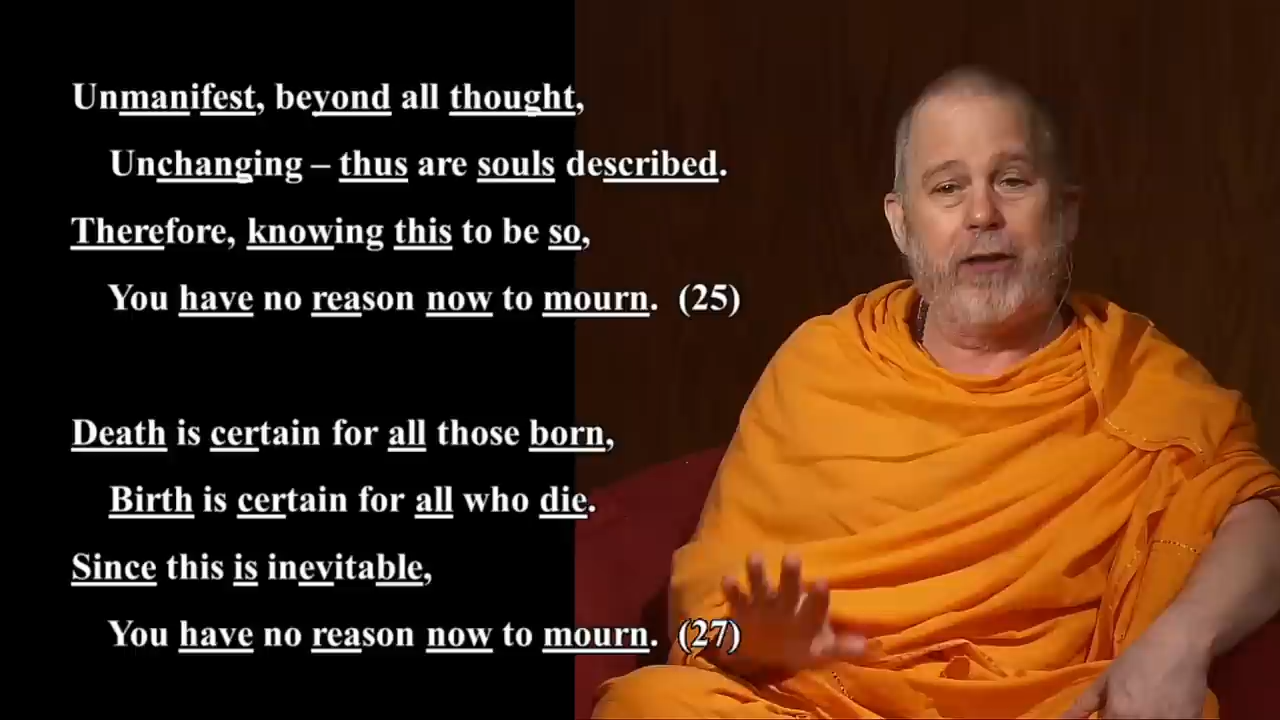 Unmanifest, beyond all thought,
Unchanging – thus are souls described.
Therefore, knowing this to be so,
You have no reason now to mourn. (25)
Death is certain for all those born,
Birth is certain for all who die.
Since this is inevitable,
You have no reason now to mourn. (27)